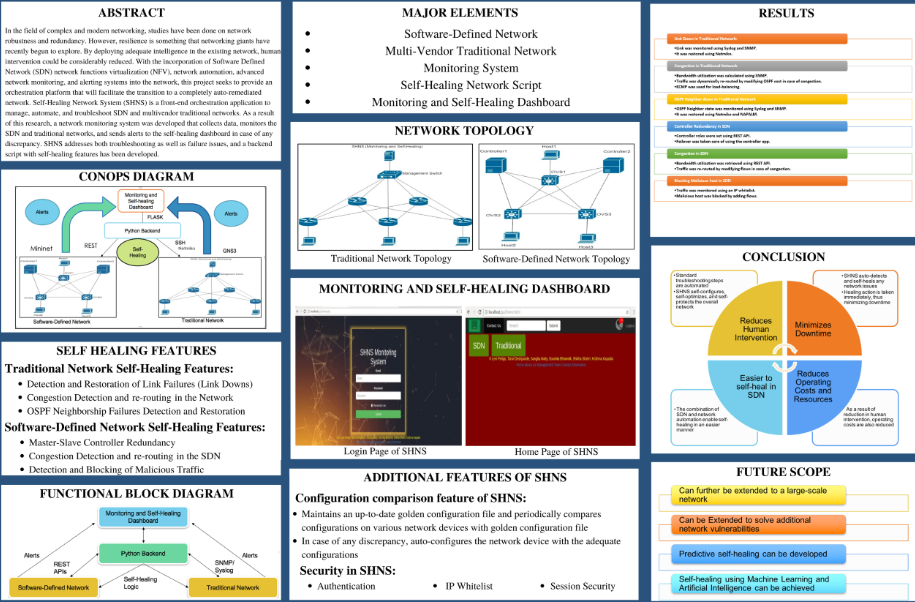 ABSTRACT
In the field of complex and modern networking, studies have been done on network
robustness and redundancy. However, resilience is something that networking giants have
recently begun to explore. By deploying adequate intelligence in the existing network, human
intervention could be considerably reduced. With the incorporation of Software Defined
Network (SDN) network functions virtualization (NFV), network automation, advanced
network monitoring, and alerting systems into the network, this project seeks to provide an
orchestration platform that will facilitate the transition to a completely auto-remediated
network. Self-Healing Network System (SHNS) is a front-end orchestration application to
manage, automate, and troubleshoot SDN and multivendor traditional networks. As a result
of this research, a network monitoring system was developed that collects data, monitors the
SDN and traditional networks, and sends alerts to the self-healing dashboard in case of any
discrepancy. SHNS addresses both troubleshooting as well as failure issues, and a backend
script with self-healing features has been developed.
CONOPS DIAGRAM
Monitoring and
Self-healing
Dashboard
Alerts
Alerts
FLASK
Python Backend
Mininet
REST
Self-
Healing
SSH
GNS3
Software-Defined Network
Traditional Network
SELF HEALING FEATURES
Traditional Network Self-Healing Features:
• Detection and Restoration of Link Failures (Link Downs)
• Congestion Detection and re-routing in the Network
• OSPF Neighborship Failures Detection and Restoration
Software-Defined Network Self-Healing Features:
• Master-Slave Controller Redundancy
• Congestion Detection and re-routing in the SDN
• Detection and Blocking of Malicious Traffic
FUNCTIONAL BLOCK DIAGRAM
Monitoring and Self-Healing
Dashboard
Alerts
Alerts
Python Backend
REST
APIs
SNMP/
Syslog
Self-Healing
Logic
Software-Defined Network
Traditional Network
MAJOR ELEMENTS
• Software-Defined Network
• Multi-Vendor Traditional Network
• Monitoring System
• Self-Healing Network Script
• Monitoring and Self-Healing Dashboard
NETWORK TOPOLOGY
SHNS (Monitoring and Selfhealing)
Management Switch
Controller1
Host1
Controller2
OVS1
OVS2
OVS3
Host2
Host3
Traditional Network Topology
Software-Defined Network Topology
MONITORING AND SELF-HEALING DASHBOARD
SHNS Monitoring
System
Contact Us
SDN
Traditional
Login Page of SHNS
Home Page of SHNS
ADDITIONAL FEATURES OF SHNS
Configuration comparison feature of SHNS:
• Maintains an up-to-date golden configuration file and periodically compares
configurations on various network devices with golden configuration file
• In case of any discrepancy, auto-configures the network device with the adequate
configurations
Security in SHNS:
• Authentication • IP Whitelist • Session Security
RESULTS
Link Down in Traditional Network
•Link was monitored using Syslog and SNMP.
•It was restored using Netmiko.
Congestion in Traditional Network
•Bandwidth utilization was calculated using SNMP.
•Traffic was dynamically re-routed by modifying OSPF cost in case of congestion.
•ECMP was used for load-balancing.
OSPF Neighbor down in Traditional Network
•OSPF Neighbor state was monitored using Syslog and SNMP.
•It was restored using Netmiko and NAPALM.
Controller Redundancy in SDN
•Controller roles were set using REST API.
•Failover was taken care of using the controller app.
Congestion in SDN
•Bandwidth utilization was retrieved using REST API.
•Traffic was re-routed by modifying flows in case of congestion.
Blocking Malicious host in SDN
•Traffic was monitored using an IP whitelist.
•Malicious host was blocked by adding flows.
CONCLUSION
•Standard
troubleshooting steps
are automated
•SHNS self-configures,
self-optimizes, and self-
protects the overall
network
•SHNS auto-detects
and self-heals any
network issues
•Healing action is taken
immediately, thus
minimizing downtime
Reduces
Human
Intervention
Minimizes
Downtime
Easier to
self-heal in
SDN
Reduces
Operating
Costs and
Resources
•The combination of
SDN and network
automation enable self-
healing in an easier
manner
•As a result of
reduction in human
intervention, operating
costs are also reduced
FUTURE SCOPE
Can further be extended to a large-scale
network
Can be Extended to solve additional
network vulnerabilities
Predictive self-healing can be developed
Self-healing using Machine Learning and
Artificial Intelligence can be achieved